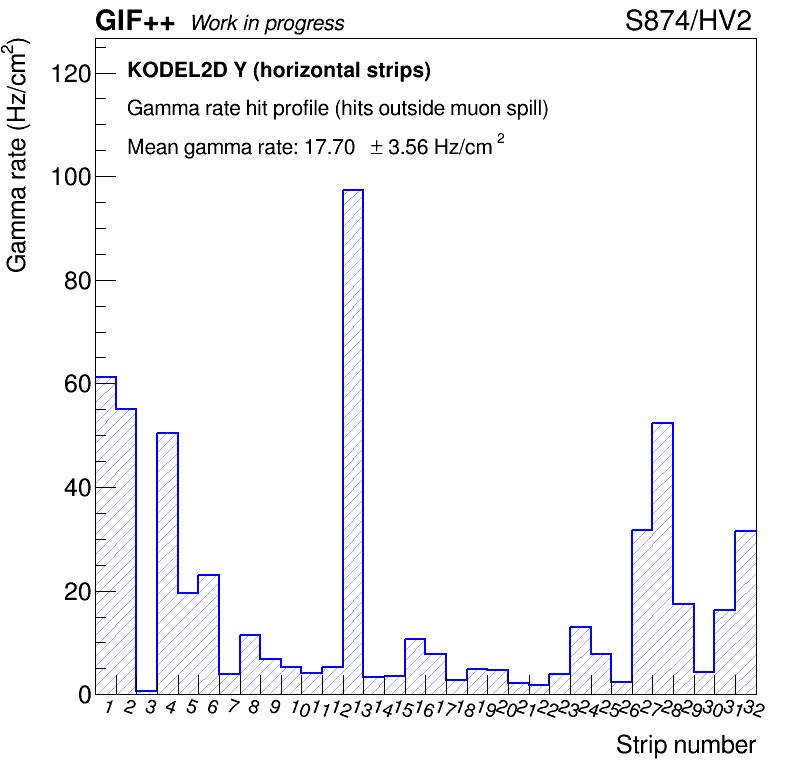 GIF++ Work in progress S874/HV2
KODEL2D Y (horizontal strips)
Gamma rate hit profile (hits outside muon spill)
Mean gamma rate: 17.70 ± 3.56 Hz/cm²
Gamma rate (Hz/cm²)
120
100
80
60
40
20
0
1 2 3 4 5 6 7 8 9 10 11 12 13 14 15 16 17 18 19 20 21 22 23 24 25 26 27 28 29 30 31 32
Strip number